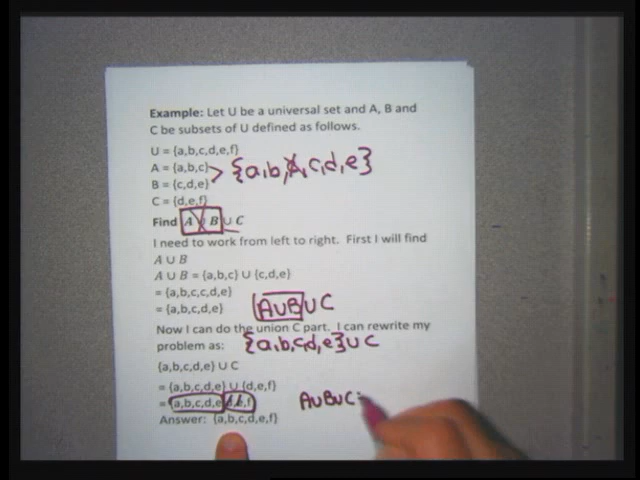 Example: Let U be a universal set and A, B and
C be subsets of U defined as follows.
U = {a,b,c,d,e,f}
A = {a,b,c}
B = {c,d,e}
{a,b, c,d,e}
C = {d,e,f}
Find A ∪ B ∪ C
I need to work from left to right. First I will find
A ∪ B
A ∪ B = {a,b,c} ∪ {c,d,e}
= {a,b,c,c,d,e}
= {a,b,c,d,e}
A∪B∪C
Now I can do the union C part. I can rewrite my
problem as: {a,b,c,d,e}∪C
{a,b,c,d,e} ∪ C
= {a,b,c,d,e} ∪ {d,e,f}
= {a,b,c,d,e,d,e,f}
A∪B∪C =
Answer: {a,b,c,d,e,f}